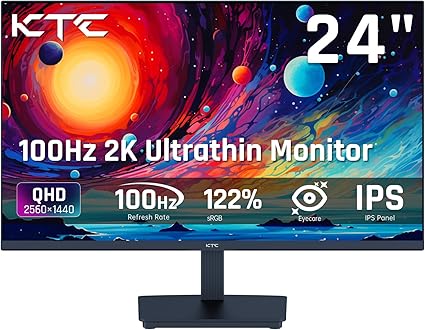 KTC
24"
100Hz 2K Ultrathin Monitor
QHD
2560×1440
100Hz
Refresh Rate
122%
sRGB
Eyecare
IPS
IPS Panel
KTC